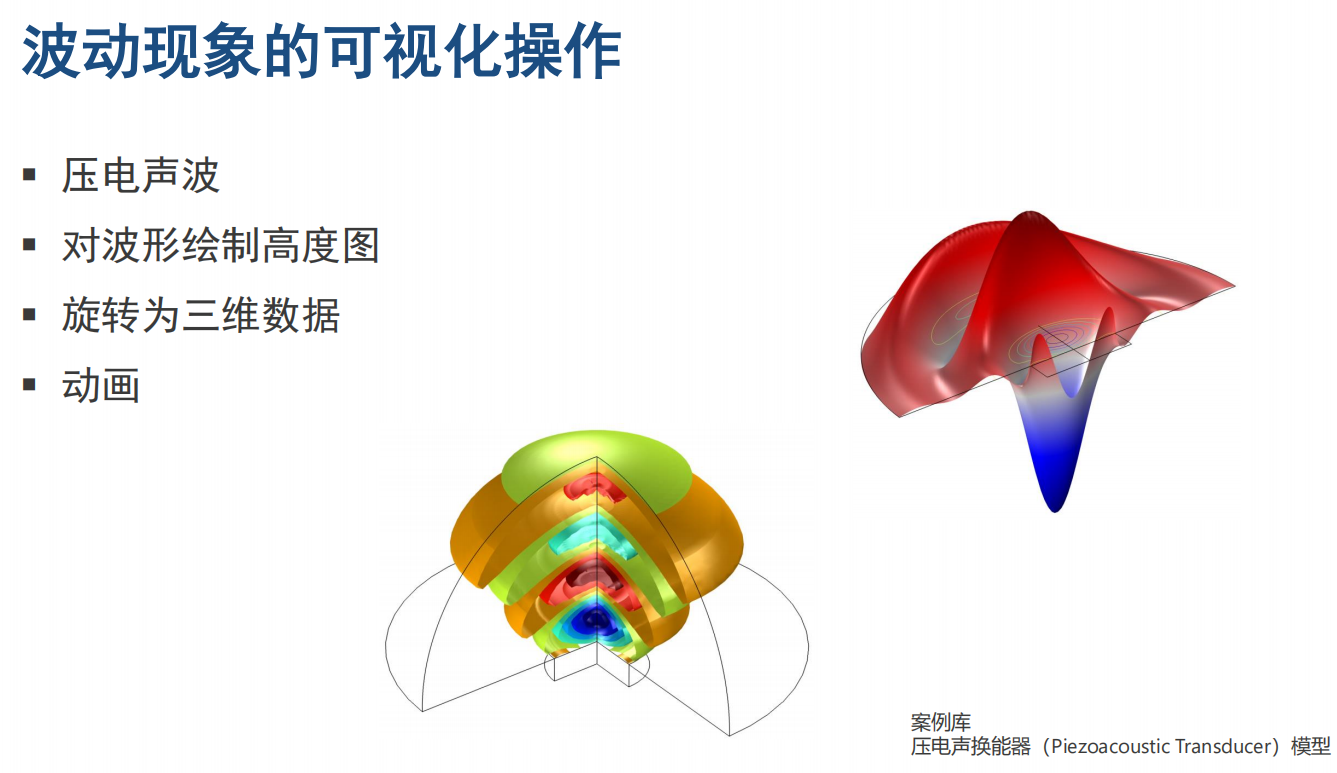 波动现象的可视化操作
▪ 压电声波
▪ 对波形绘制高度图
▪ 旋转为三维数据
▪ 动画
案例库
压电声换能器（Piezoacoustic Transducer）模型